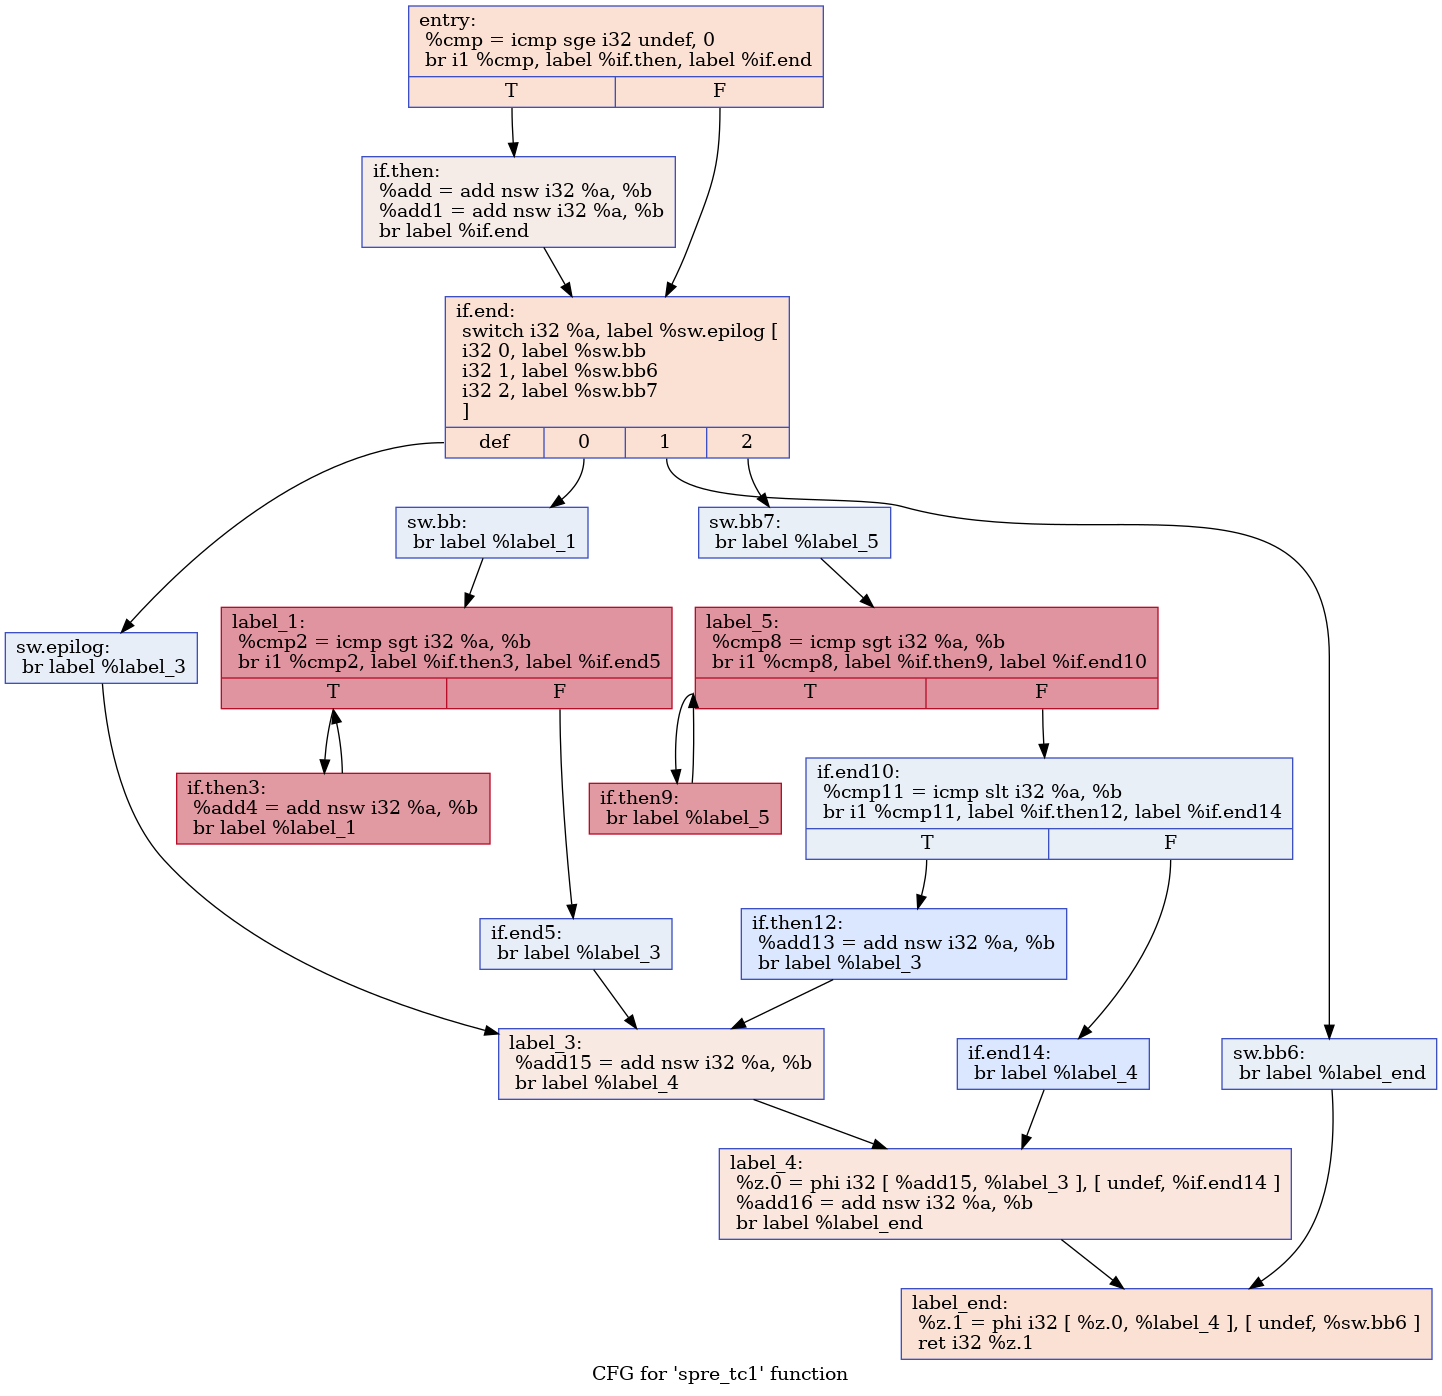 entry:
%cmp = icmp sge i32 undef, 0
br i1 %cmp, label %if.then, label %if.end
T F
if.then:
%add = add nsw i32 %a, %b
%add1 = add nsw i32 %a, %b
br label %if.end
if.end:
switch i32 %a, label %sw.epilog [
i32 0, label %sw.bb
i32 1, label %sw.bb6
i32 2, label %sw.bb7
]
def 0 1 2
sw.bb:
br label %label_1
sw.bb7:
br label %label_5
sw.epilog:
br label %label_3
label_1:
%cmp2 = icmp sgt i32 %a, %b
br i1 %cmp2, label %if.then3, label %if.end5
T F
label_5:
%cmp8 = icmp sgt i32 %a, %b
br i1 %cmp8, label %if.then9, label %if.end10
T F
if.then3:
%add4 = add nsw i32 %a, %b
br label %label_1
if.then9:
br label %label_5
if.end10:
%cmp11 = icmp slt i32 %a, %b
br i1 %cmp11, label %if.then12, label %if.end14
T F
if.end5:
br label %label_3
if.then12:
%add13 = add nsw i32 %a, %b
br label %label_3
label_3:
%add15 = add nsw i32 %a, %b
br label %label_4
if.end14:
br label %label_4
sw.bb6:
br label %label_end
label_4:
%z.0 = phi i32 [ %add15, %label_3 ], [ undef, %if.end14 ]
%add16 = add nsw i32 %a, %b
br label %label_end
label_end:
%z.1 = phi i32 [ %z.0, %label_4 ], [ undef, %sw.bb6 ]
ret i32 %z.1
CFG for 'spre_tc1' function